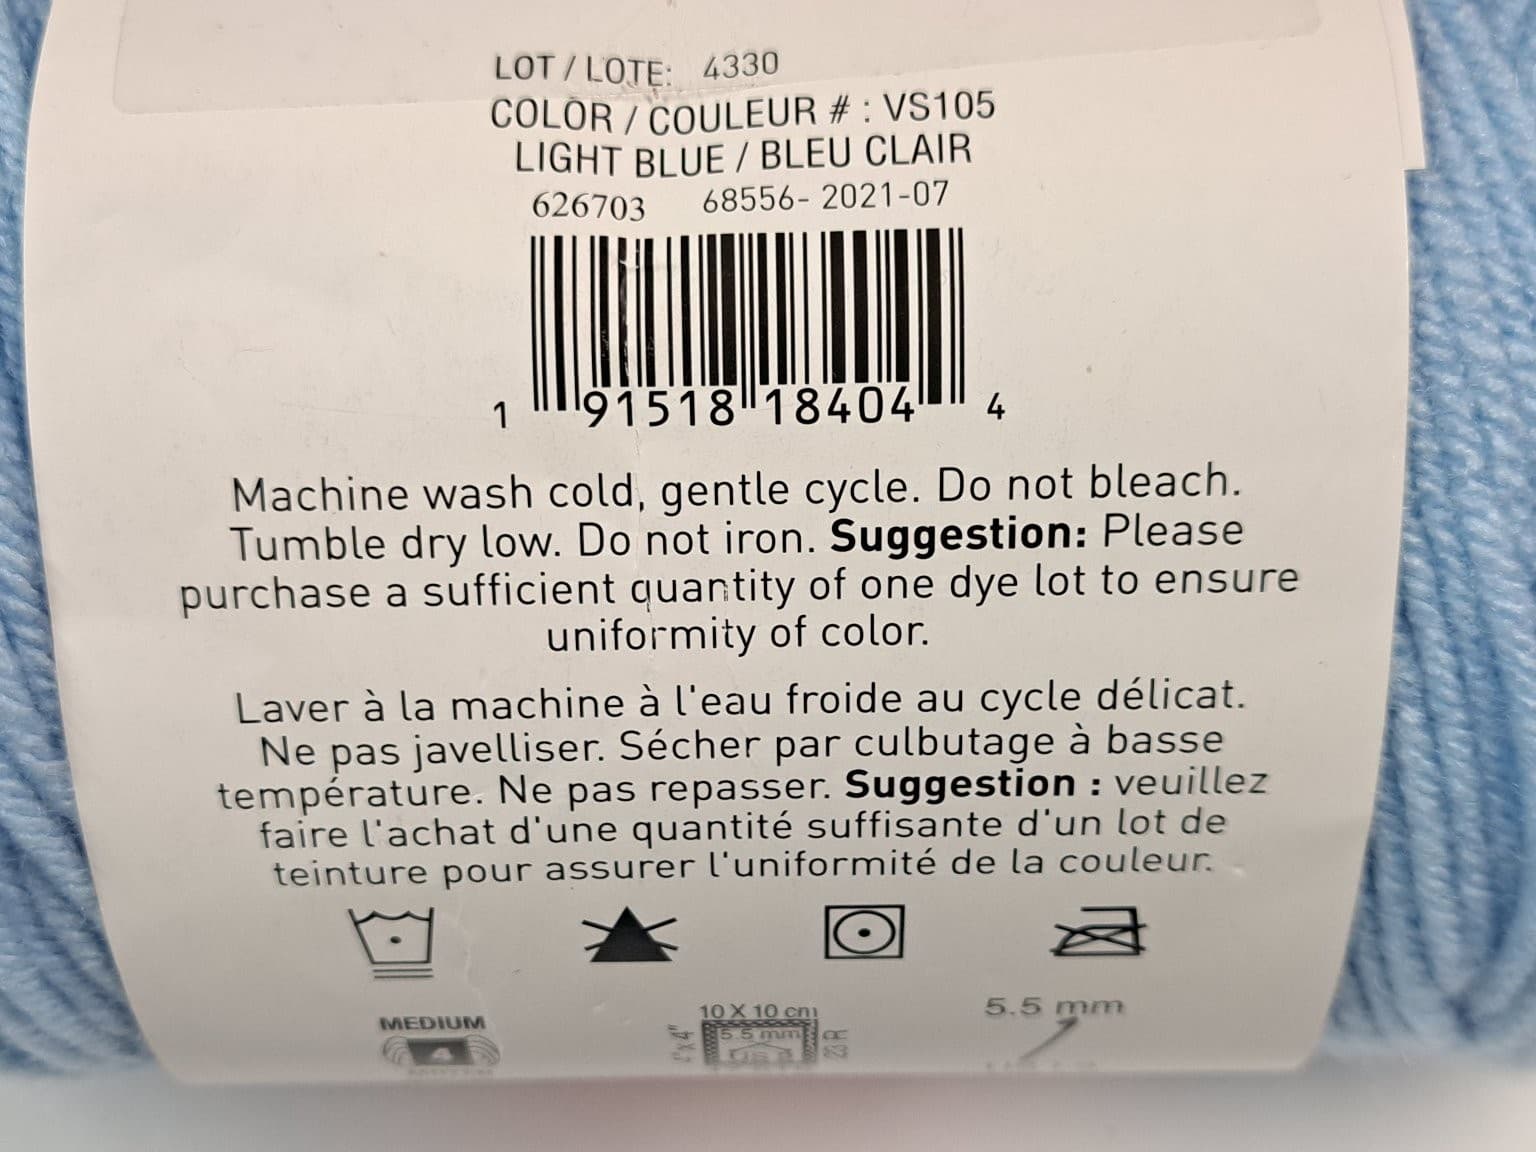 LOT / LOTE: 4330
COLOR / COULEUR # : VS105
LIGHT BLUE / BLEU CLAIR
626703 68556- 2021-07
1 91518 18404 4
Machine wash cold, gentle cycle. Do not bleach.
Tumble dry low. Do not iron. Suggestion: Please
purchase a sufficient quantity of one dye lot to ensure
uniformity of color.
Laver à la machine à l'eau froide au cycle délicat.
Ne pas javelliser. Sécher par culbutage à basse
température. Ne pas repasser. Suggestion : veuillez
faire l'achat d'une quantité suffisante d'un lot de
teinture pour assurer l'uniformité de la couleur.
MEDIUM
4
10 X 10 cm
4" x 4"
5.5 mm
23 R
5.5 mm